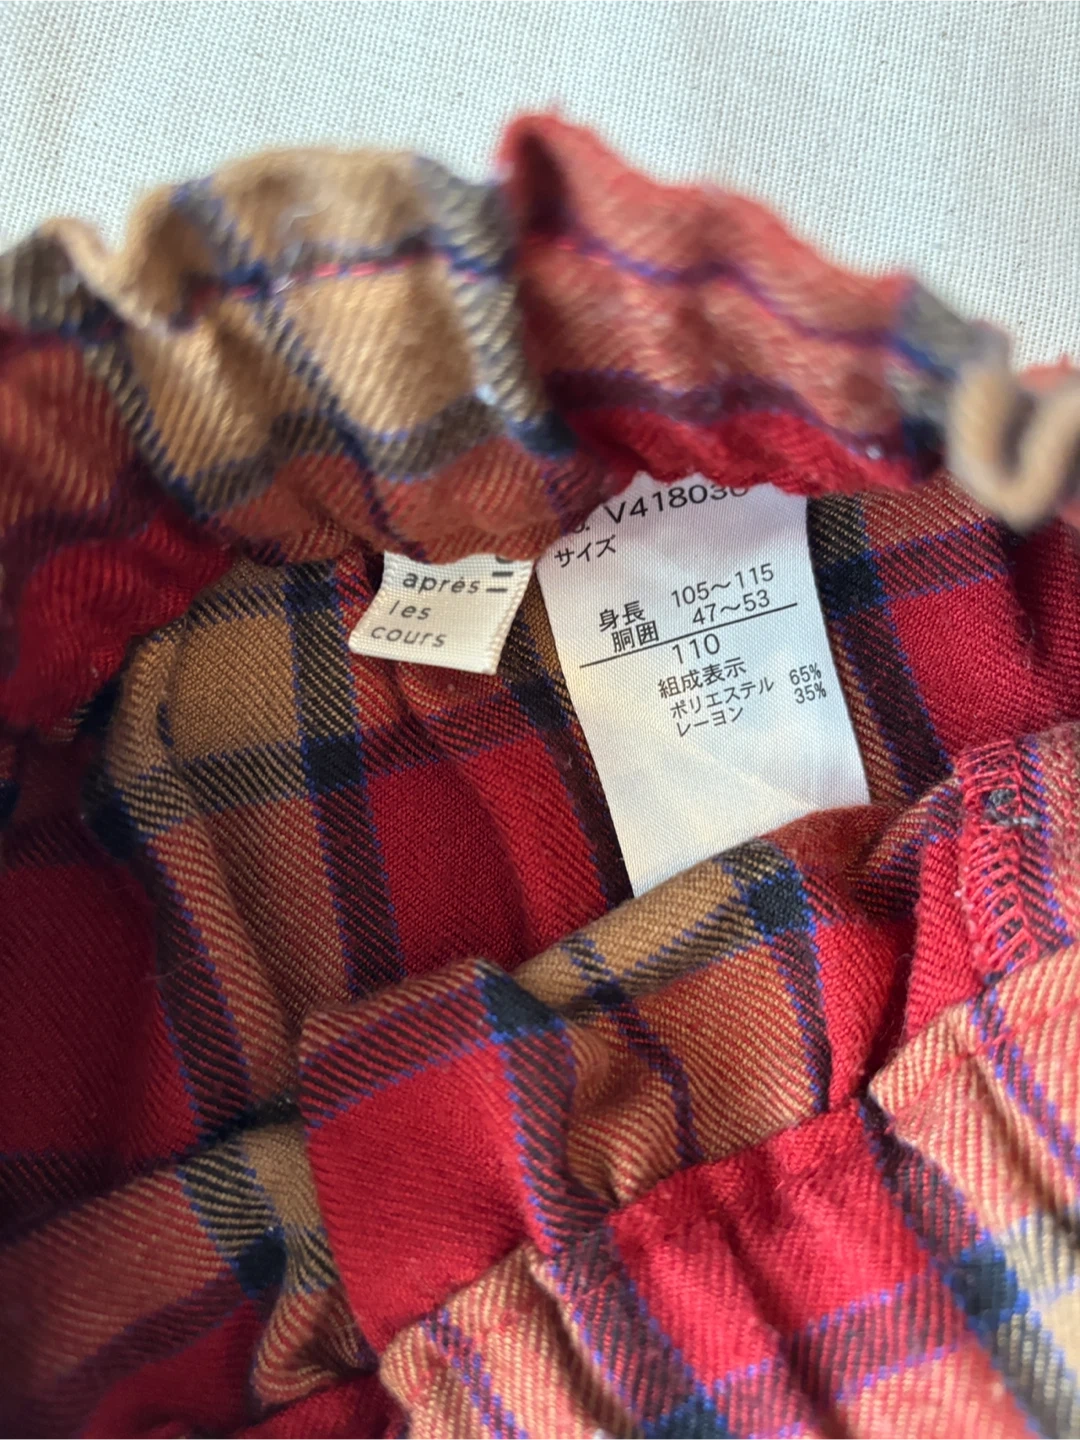 après
les
cours
V418030
サイズ
身長 105～115
胴囲 47～53
110
組成表示
ポリエステル 65%
レーヨン 35%